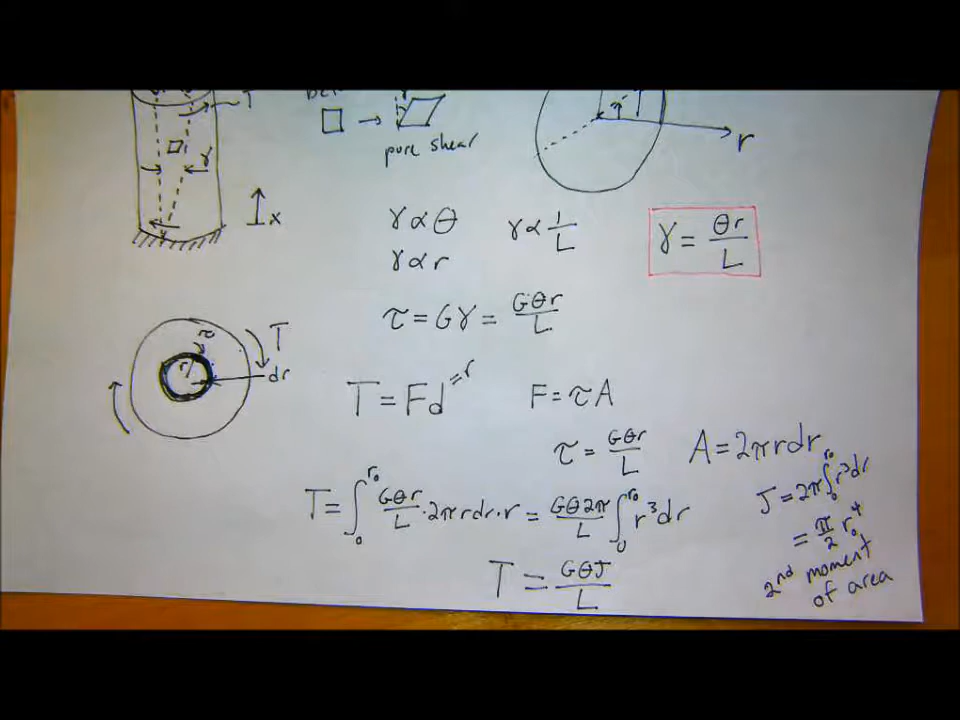 T
γ
pure shear
r
x
γ ∝ θ
γ ∝ 1/L
γ = θr/L
γ ∝ r
τ = Gγ = Gθr/L
τ
T
r
dr
T = Fd = r
F = τA
τ = Gθr/L
A = 2πrdr
T = ∫₀^r₀ Gθr/L · 2πrdr · r = Gθ2π/L ∫₀^r₀ r³dr
J = 2π∫₀^r₀ r³dr
= π/2 r₀⁴
2nd moment
of area
T = GθJ/L